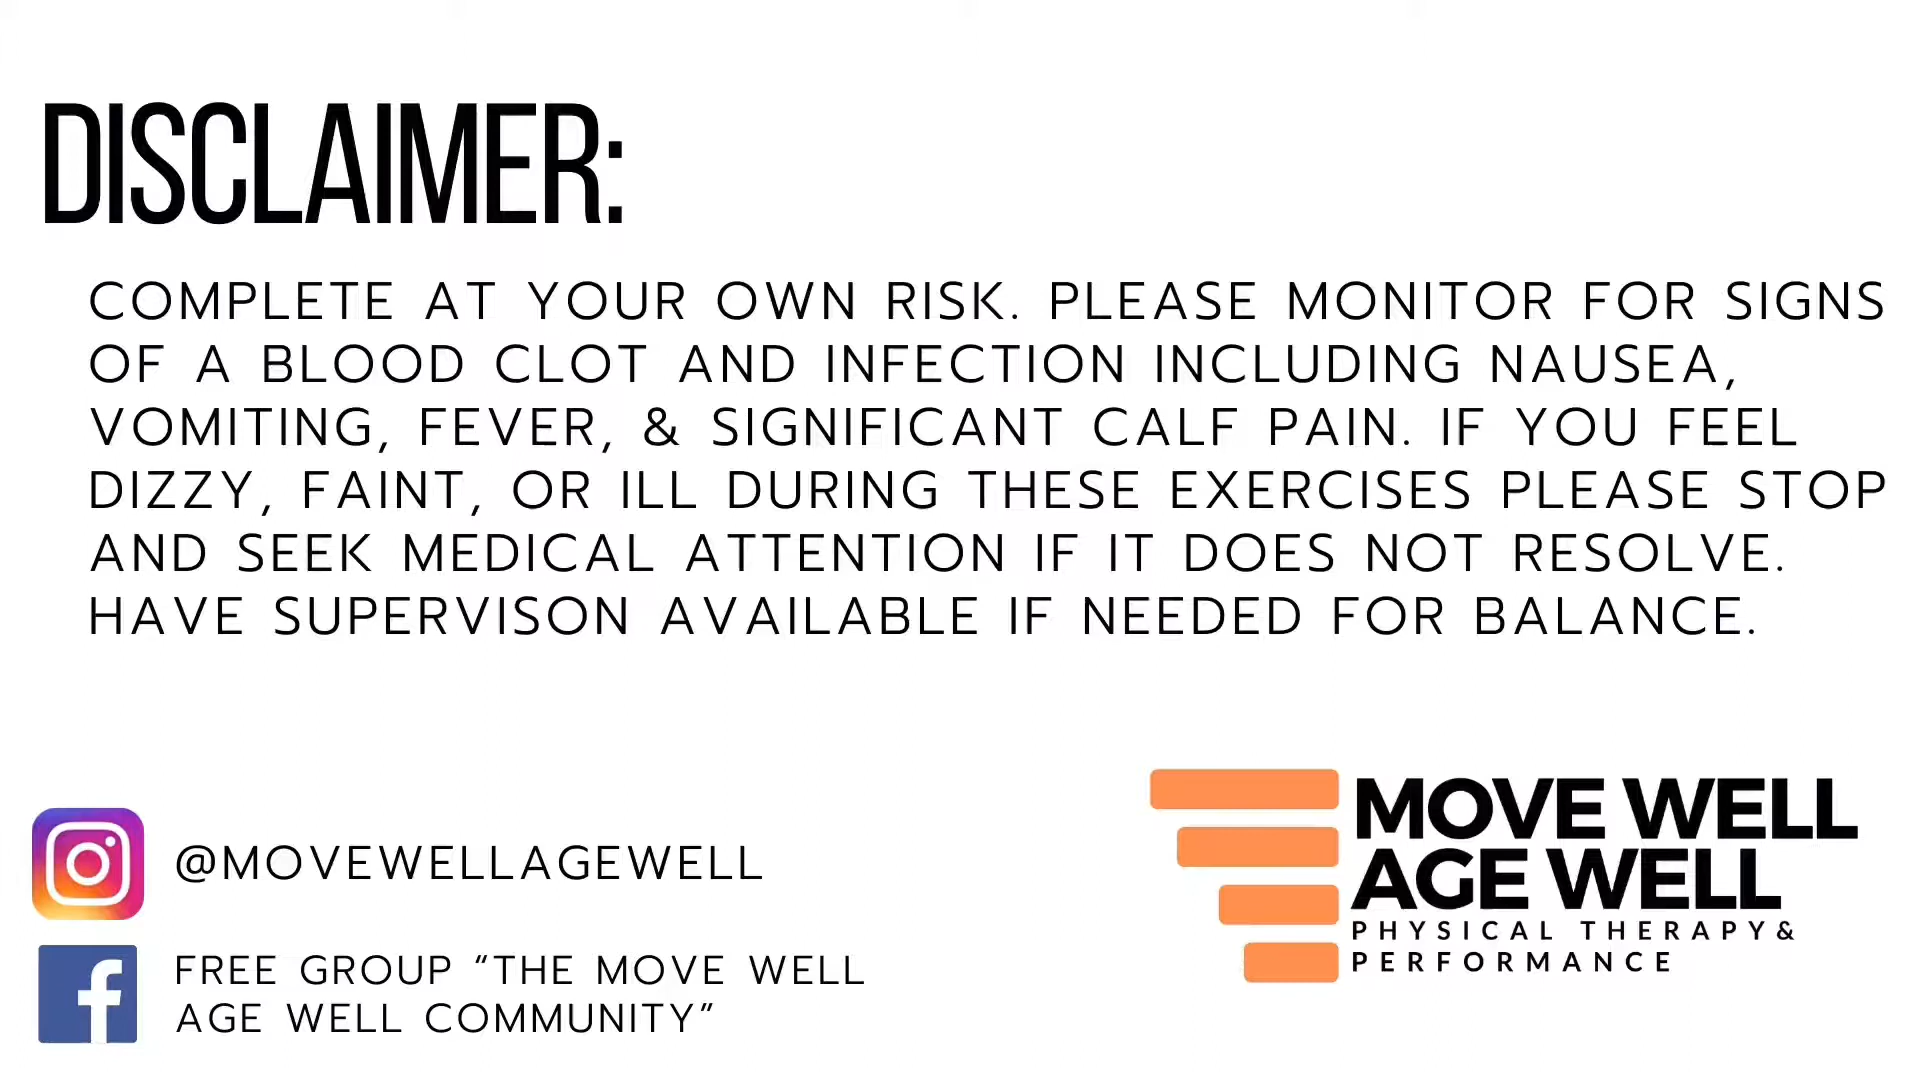 DISCLAIMER:
COMPLETE AT YOUR OWN RISK. PLEASE MONITOR FOR SIGNS
OF A BLOOD CLOT AND INFECTION INCLUDING NAUSEA,
VOMITING, FEVER, & SIGNIFICANT CALF PAIN. IF YOU FEEL
DIZZY, FAINT, OR ILL DURING THESE EXERCISES PLEASE STOP
AND SEEK MEDICAL ATTENTION IF IT DOES NOT RESOLVE.
HAVE SUPERVISON AVAILABLE IF NEEDED FOR BALANCE.
@MOVEWELLAGEWELL
FREE GROUP “THE MOVE WELL
AGE WELL COMMUNITY”
MOVE WELL
AGE WELL
PHYSICAL THERAPY&
PERFORMANCE